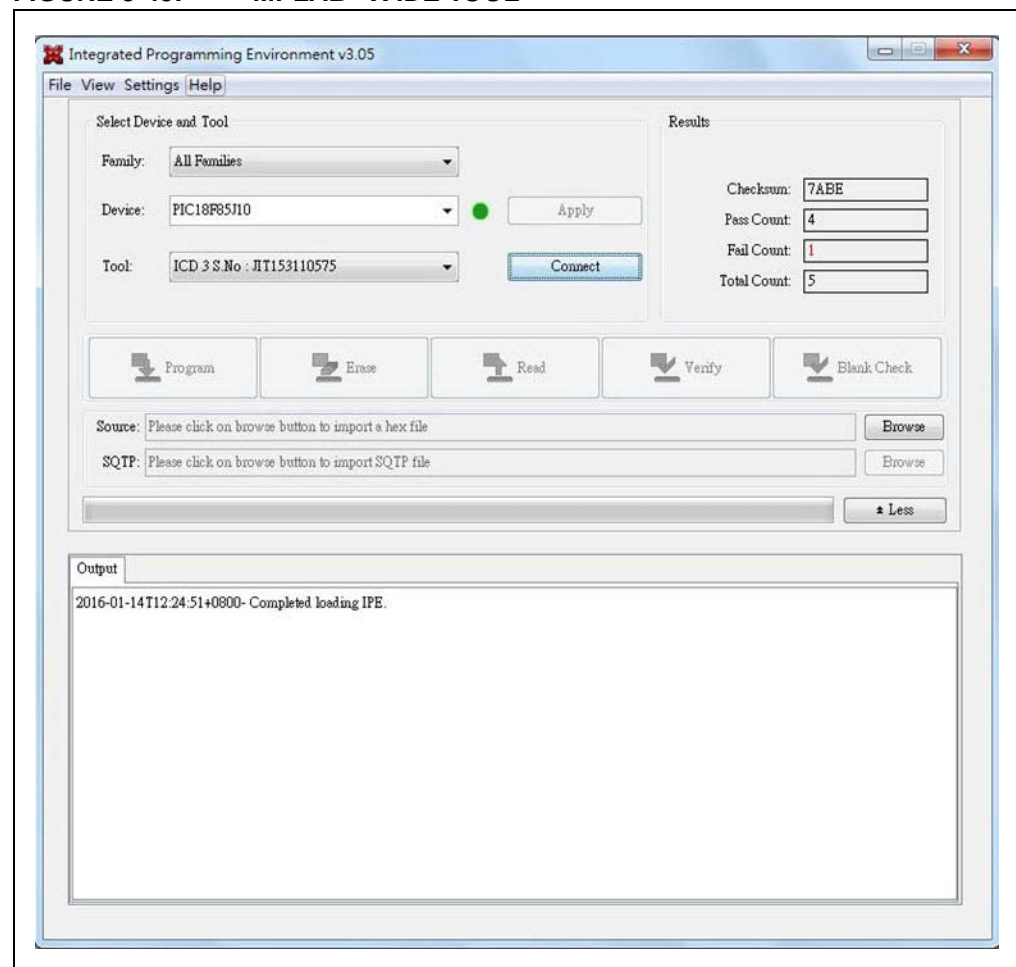 Integrated Programming Environment v3.05
File View Settings Help
Select Device and Tool
Family: All Families
Device: PIC18F85J10 Apply
Tool: ICD 3 S.No : JIT153110575 Connect
Results
Checksum: 7ABE
Pass Count: 4
Fail Count: 1
Total Count: 5
Program Erase Read Verify Blank Check
Source: Please click on browse button to import a hex file Browse
SQTP: Please click on browse button to import SQTP file Browse
Less
Output
2016-01-14T12:24:51+0800- Completed loading IPE.